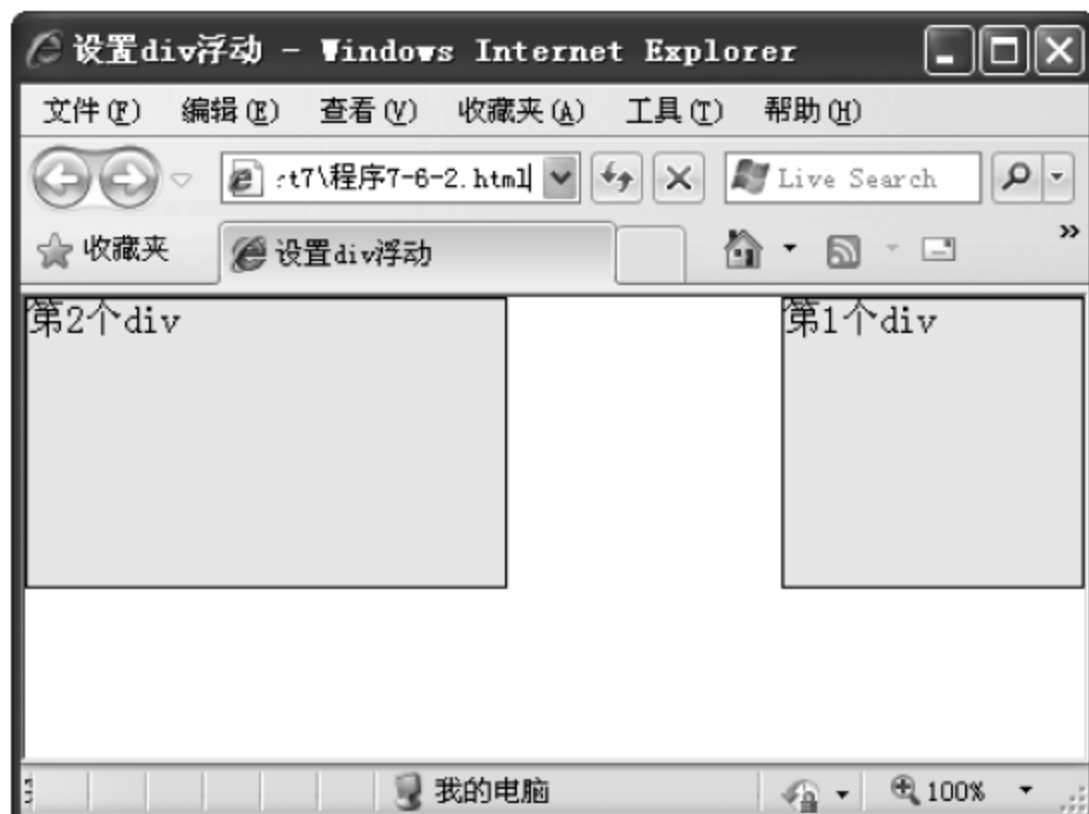 设置div浮动 - Windows Internet Explorer
文件(F) 编辑(E) 查看(V) 收藏夹(A) 工具(T) 帮助(H)
rt7\程序7-6-2.html Live Search
收藏夹 设置div浮动 »
第2个div 第1个div
我的电脑 100%